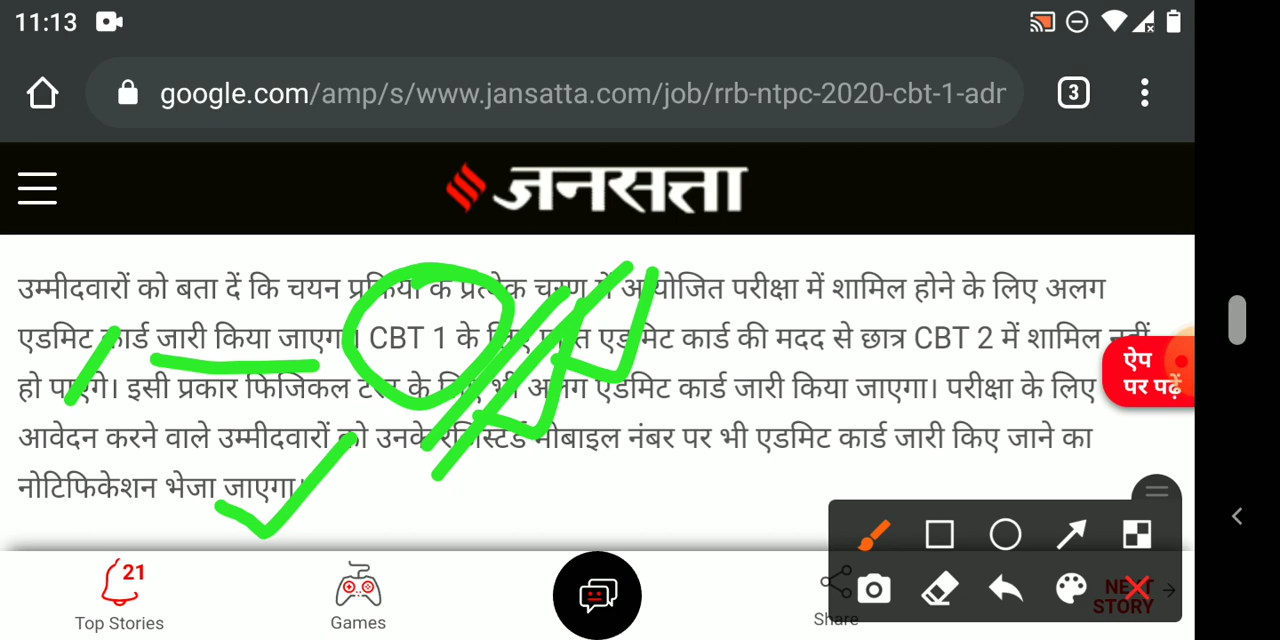 11:13
google.com/amp/s/www.jansatta.com/job/rrb-ntpc-2020-cbt-1-adr
3
जनसत्ता
उम्मीदवारों को बता दें कि चयन प्रक्रिया के प्रत्येक चरण में आयोजित परीक्षा में शामिल होने के लिए अलग
एडमिट कार्ड जारी किया जाएगा। CBT 1 के लिए प्राप्त एडमिट कार्ड की मदद से छात्र CBT 2 में शामिल नहीं
हो पाएंगे। इसी प्रकार फिजिकल टेस्ट के लिए भी अलग एडमिट कार्ड जारी किया जाएगा। परीक्षा के लिए
आवेदन करने वाले उम्मीदवारों को उनके रजिस्टर्ड मोबाइल नंबर पर भी एडमिट कार्ड जारी किए जाने का
नोटिफिकेशन भेजा जाएगा।
ऐप
पर पढ़ें
21
Top Stories
Games
Share
NEXT
STORY